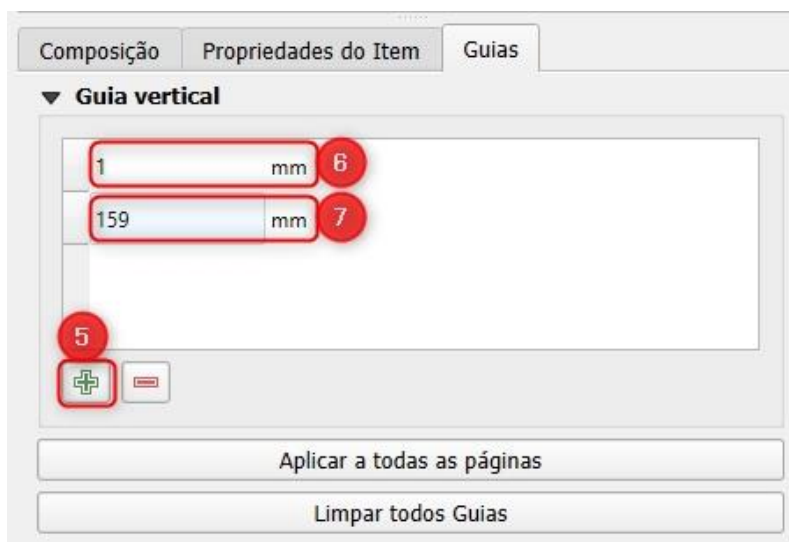 Composição Propriedades do Item Guias
Guia vertical
1 mm 6
159 mm 7
5
Aplicar a todas as páginas
Limpar todos Guias